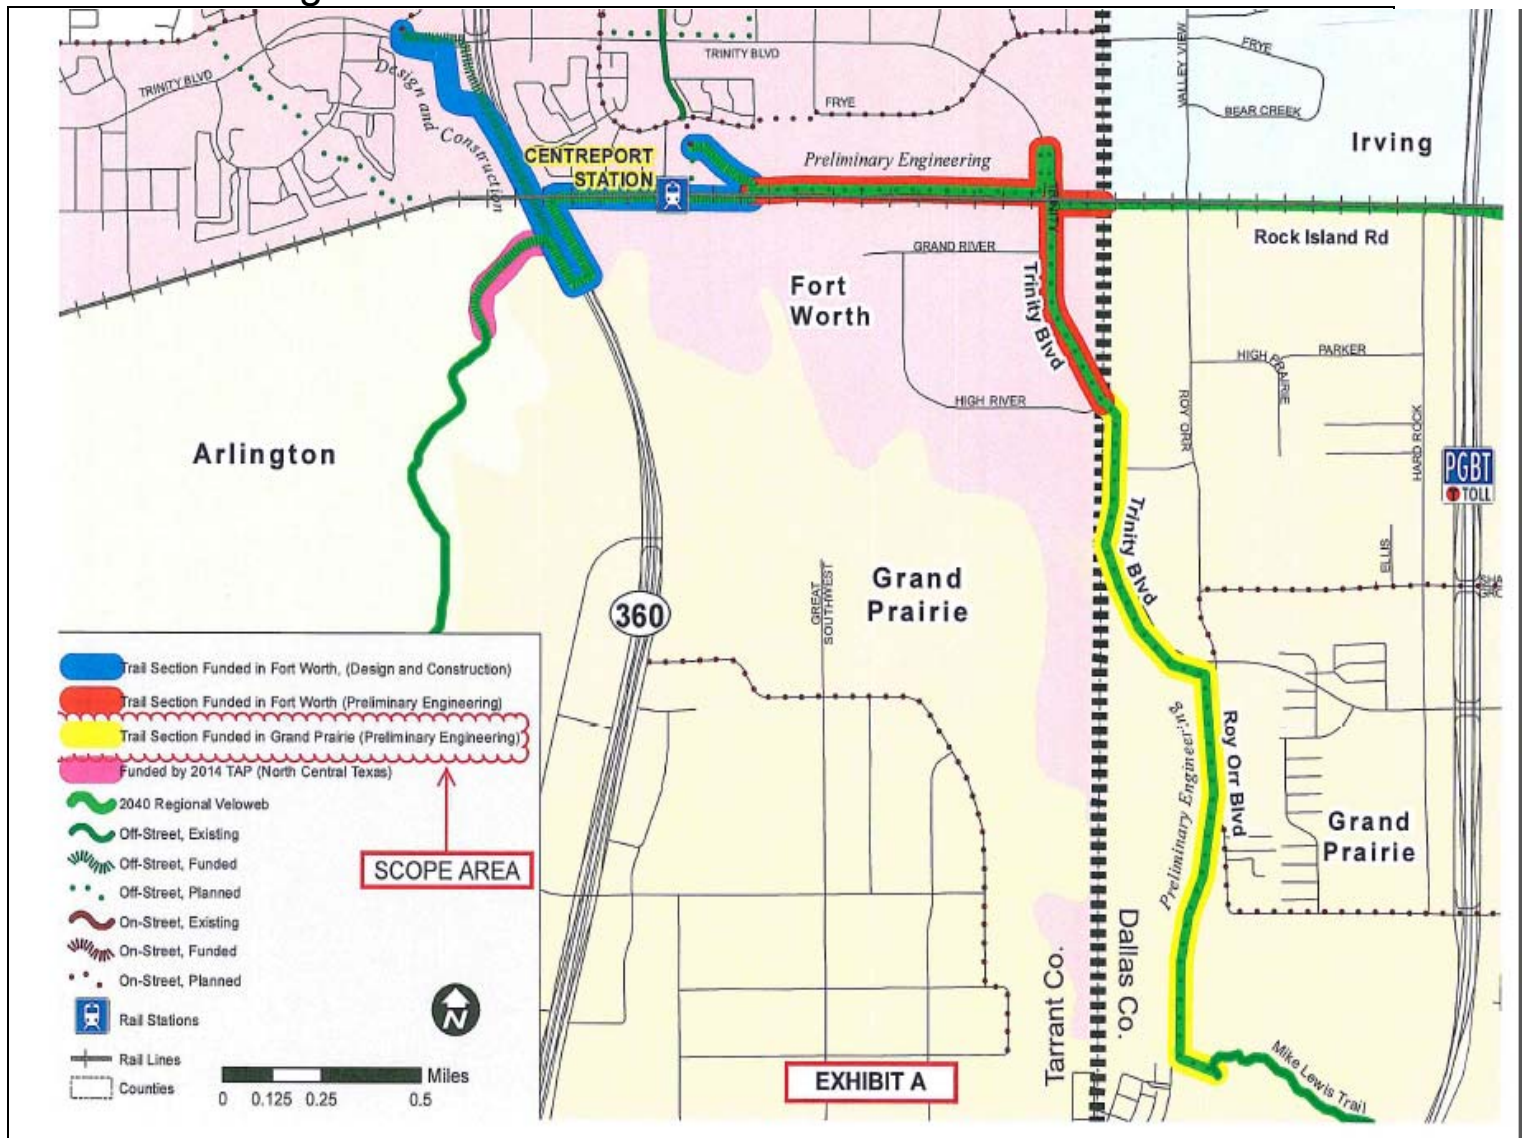 TRINITY BLVD
TRINITY BLVD
FRYE
FRYE
VALLEY VIEW
BEAR CREEK
Irving
Design and Construction
CENTREPORT
STATION
Preliminary Engineering
Rock Island Rd
GRAND RIVER
Fort
Worth
Trinity Blvd
HIGH RIVER
HIGH PRAIRIE
PARKER
ROY ORR
HARD ROCK
Arlington
PGBT
TOLL
Trinity Blvd
ELLIS
Grand
Prairie
GREAT
SOUTHWEST
360
Trail Section Funded in Fort Worth, (Design and Construction)
Trail Section Funded in Fort Worth (Preliminary Engineering)
Trail Section Funded in Grand Prairie (Preliminary Engineering)
Funded by 2014 TAP (North Central Texas)
2040 Regional Veloweb
Off-Street, Existing
Off-Street, Funded
Off-Street, Planned
On-Street, Existing
On-Street, Funded
On-Street, Planned
Rail Stations
Rail Lines
Counties
SCOPE AREA
N
0 0.125 0.25 0.5
Miles
Preliminary Engineering
Roy Orr Blvd
Grand
Prairie
Tarrant Co.
Dallas Co.
EXHIBIT A
Mike Lewis Trail